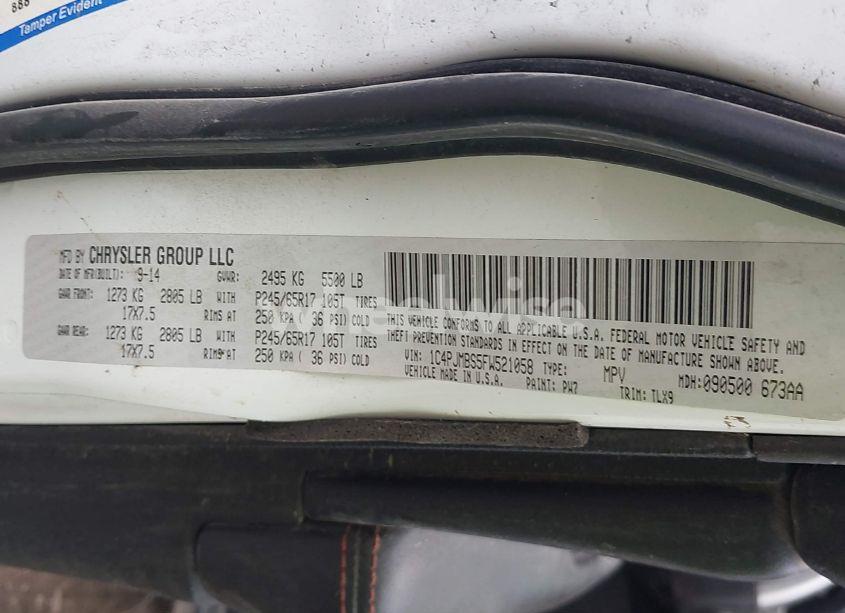 888
Tamper Evident
MFD BY CHRYSLER GROUP LLC
DATE OF MFR(BUILT): 9-14 GVWR: 2495 KG 5500 LB
GAWR FRONT: 1273 KG 2805 LB WITH P245/65R17 105T TIRES
17X7.5 RIMS AT 250 KPA ( 36 PSI) COLD
GAWR REAR: 1273 KG 2805 LB WITH P245/65R17 105T TIRES
17X7.5 RIMS AT 250 KPA ( 36 PSI) COLD
THIS VEHICLE CONFORMS TO ALL APPLICABLE U.S.A. FEDERAL MOTOR VEHICLE SAFETY AND
THEFT PREVENTION STANDARDS IN EFFECT ON THE DATE OF MANUFACTURE SHOWN ABOVE.
VIN: 1C4PJMBS5FW521058 TYPE: MPV MDH:090500 673AA
VEHICLE MADE IN U.S.A. PAINT: PW7 TRIM: TLX9